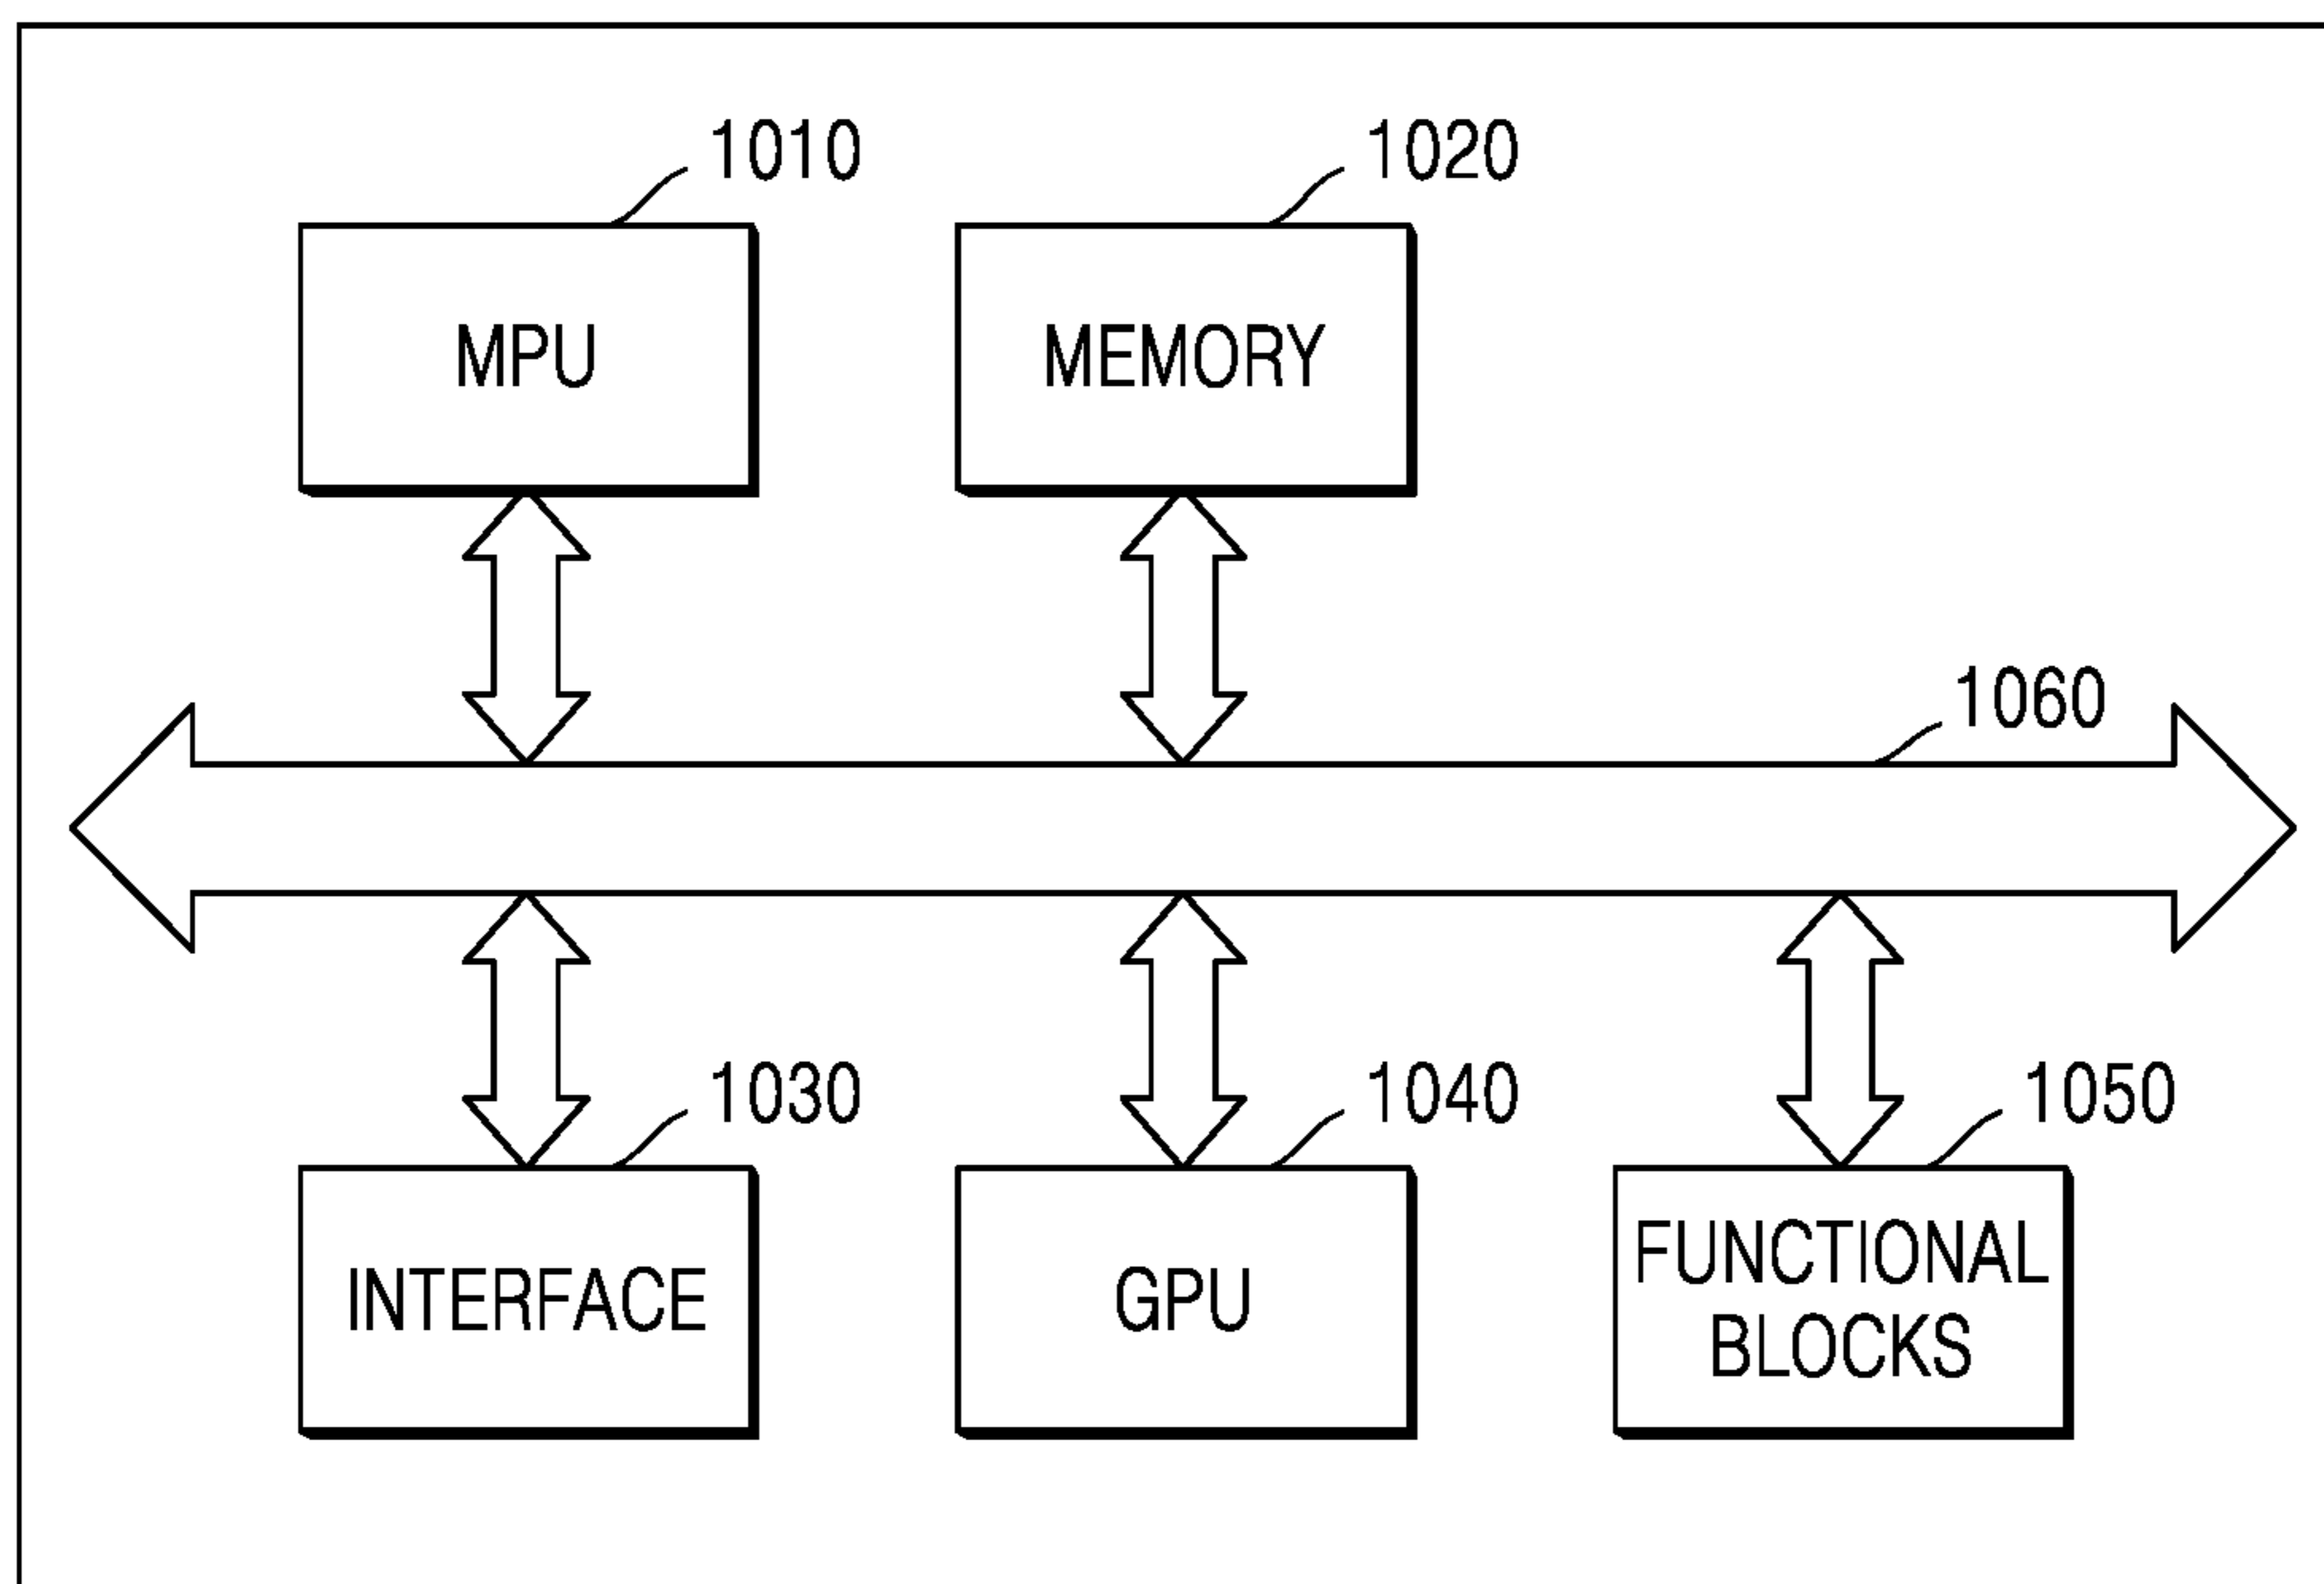 1010
1020
MPU
MEMORY
1060
1030
1040
1050
INTERFACE
GPU
FUNCTIONAL
BLOCKS